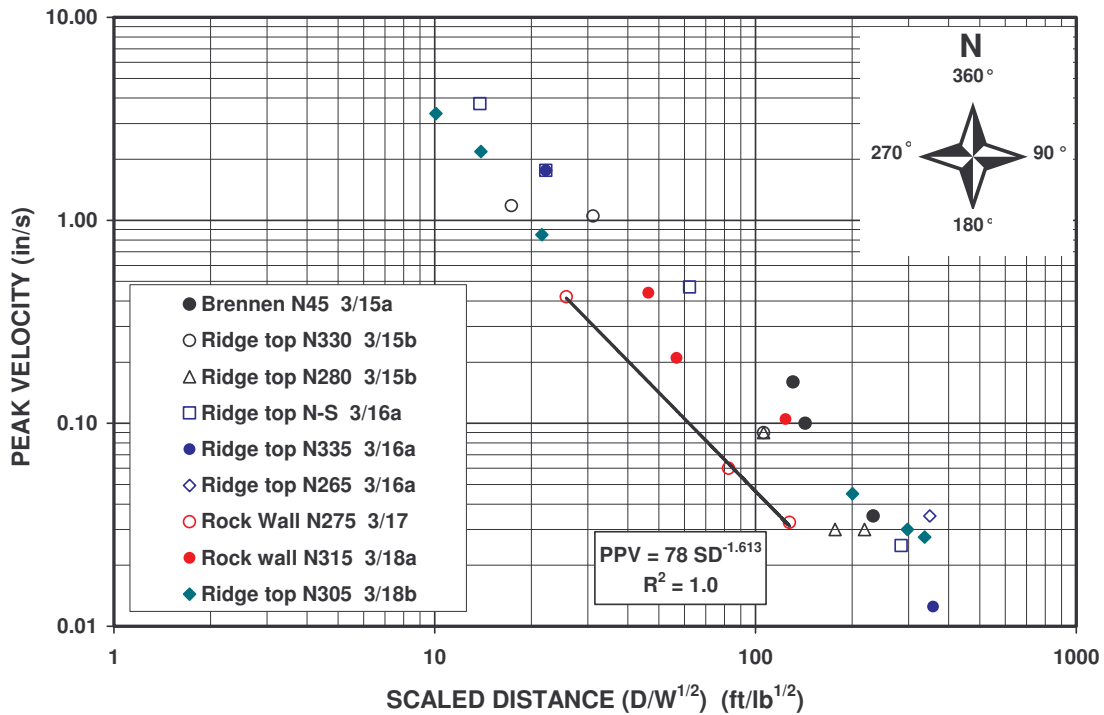 10.00
1.00
0.10
0.01
PEAK VELOCITY (in/s)
N
360°
270°
90°
180°
Brennen N45 3/15a
Ridge top N330 3/15b
Ridge top N280 3/15b
Ridge top N-S 3/16a
Ridge top N335 3/16a
Ridge top N265 3/16a
Rock Wall N275 3/17
Rock wall N315 3/18a
Ridge top N305 3/18b
PPV = 78 SD^-1.613
R² = 1.0
1 10 100 1000
SCALED DISTANCE (D/W^1/2) (ft/lb^1/2)